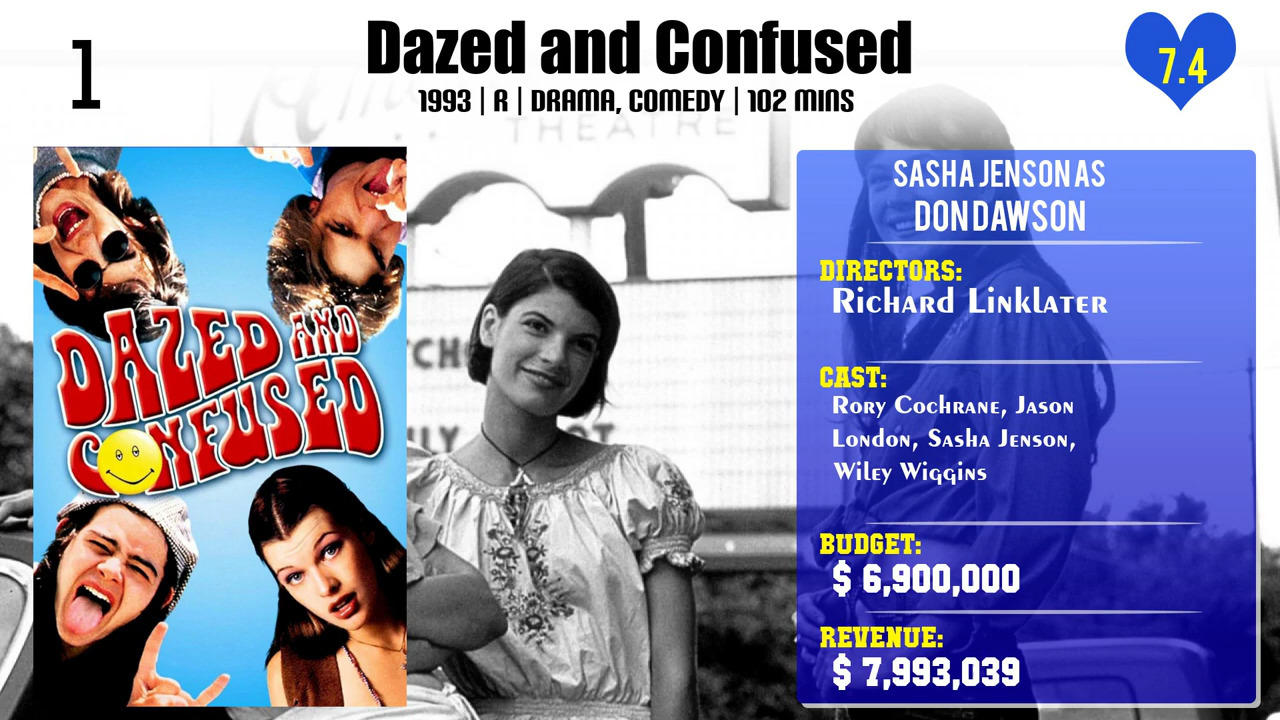 1
Dazed and Confused
7.4
1993 | R | DRAMA, COMEDY | 102 MINS
THEATRE
DAZED AND
CONFUSED
SASHA JENSON AS
DON DAWSON
DIRECTORS:
Richard Linklater
CAST:
Rory Cochrane, Jason
London, Sasha Jenson,
Wiley Wiggins
BUDGET:
$ 6,900,000
REVENUE:
$ 7,993,039